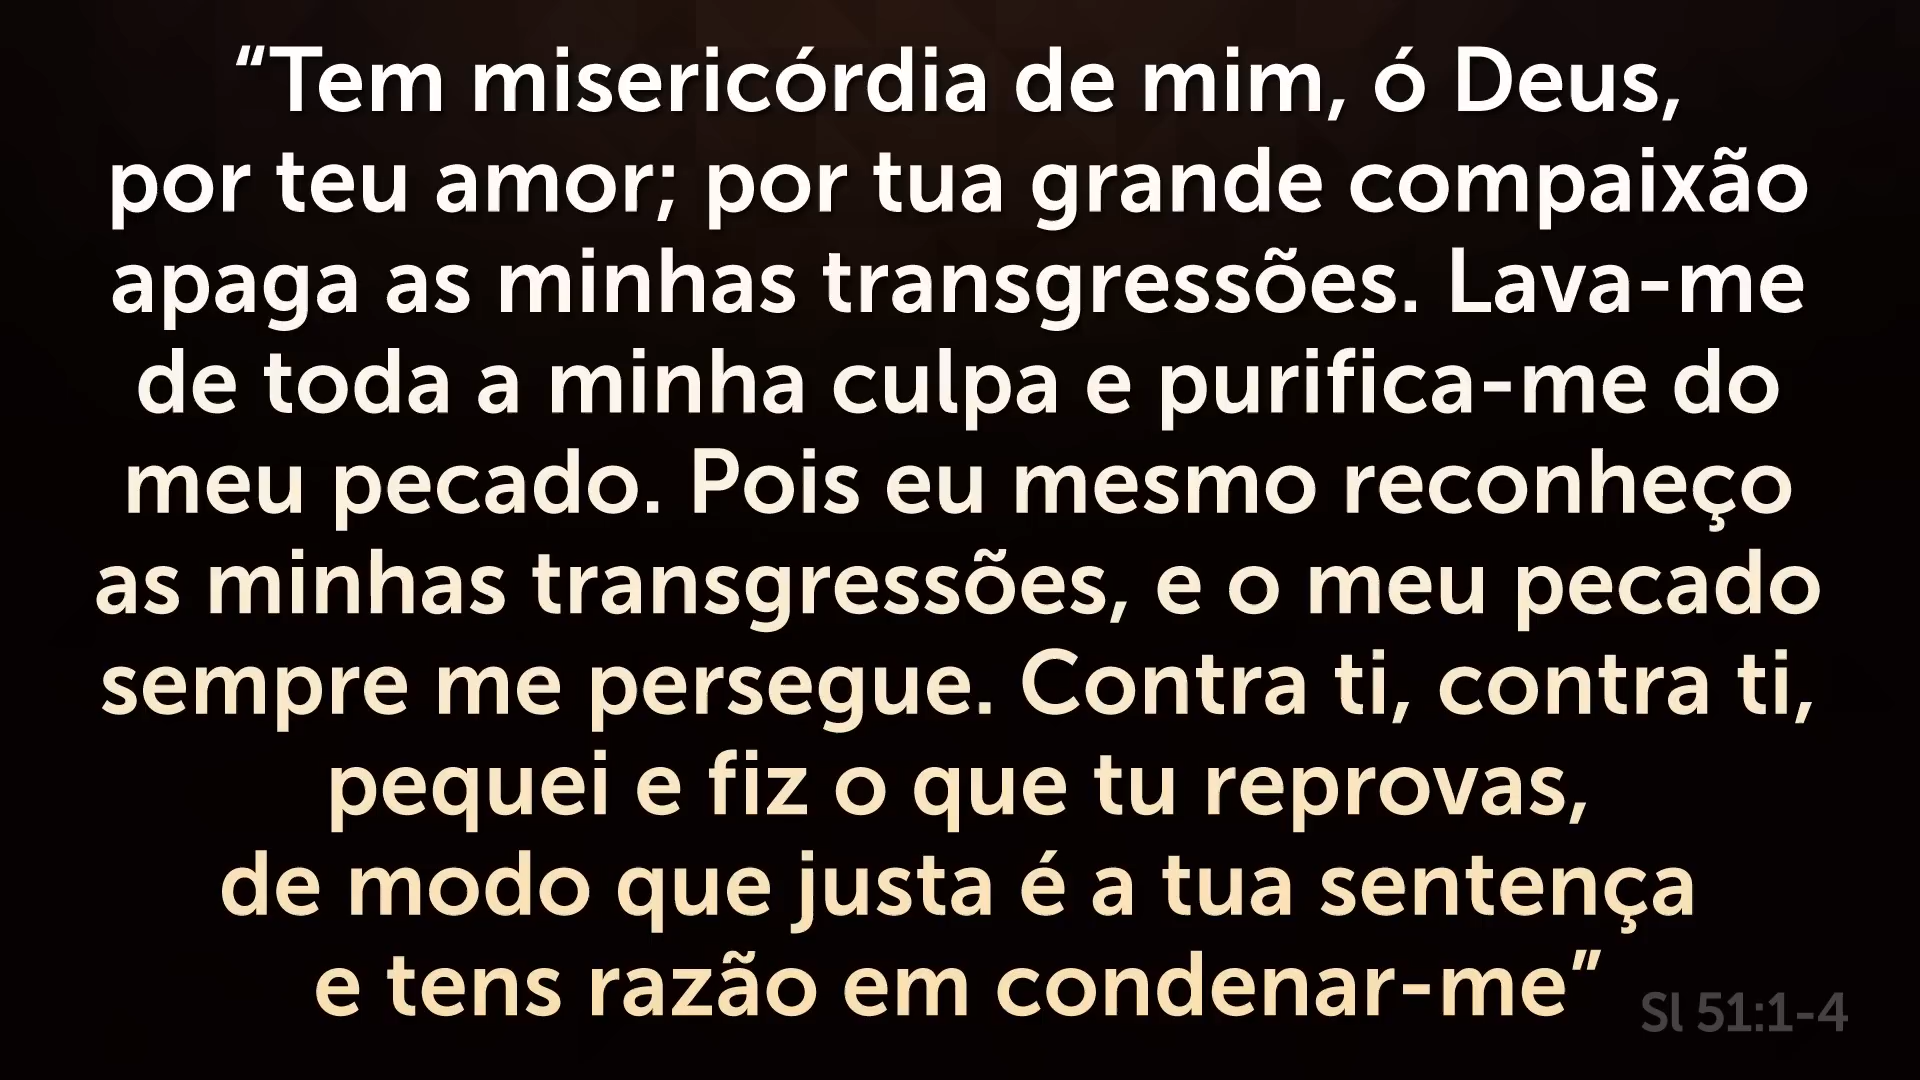 “Tem misericórdia de mim, ó Deus,
por teu amor; por tua grande compaixão
apaga as minhas transgressões. Lava-me
de toda a minha culpa e purifica-me do
meu pecado. Pois eu mesmo reconheço
as minhas transgressões, e o meu pecado
sempre me persegue. Contra ti, contra ti,
pequei e fiz o que tu reprovas,
de modo que justa é a tua sentença
e tens razão em condenar-me”
Sl 51:1-4